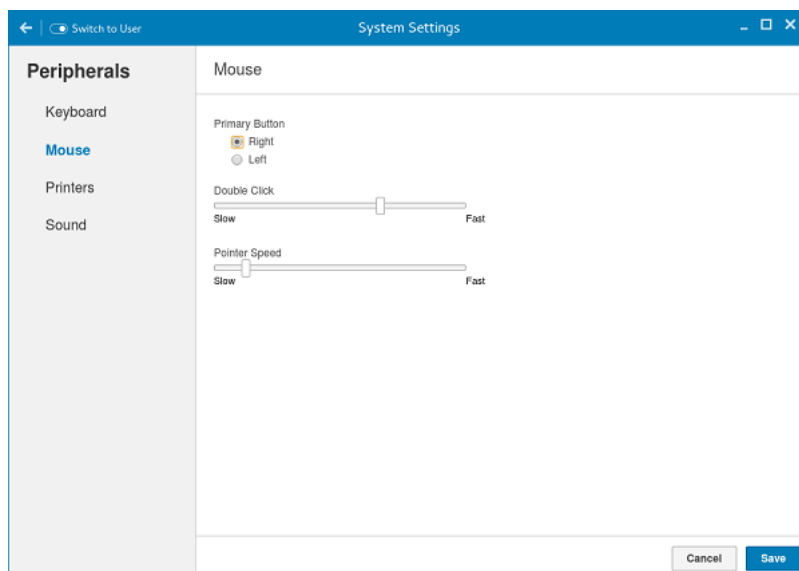 Switch to User
System Settings
Peripherals
Keyboard
Mouse
Printers
Sound
Mouse
Primary Button
Right
Left
Double Click
Slow Fast
Pointer Speed
Slow Fast
Cancel Save